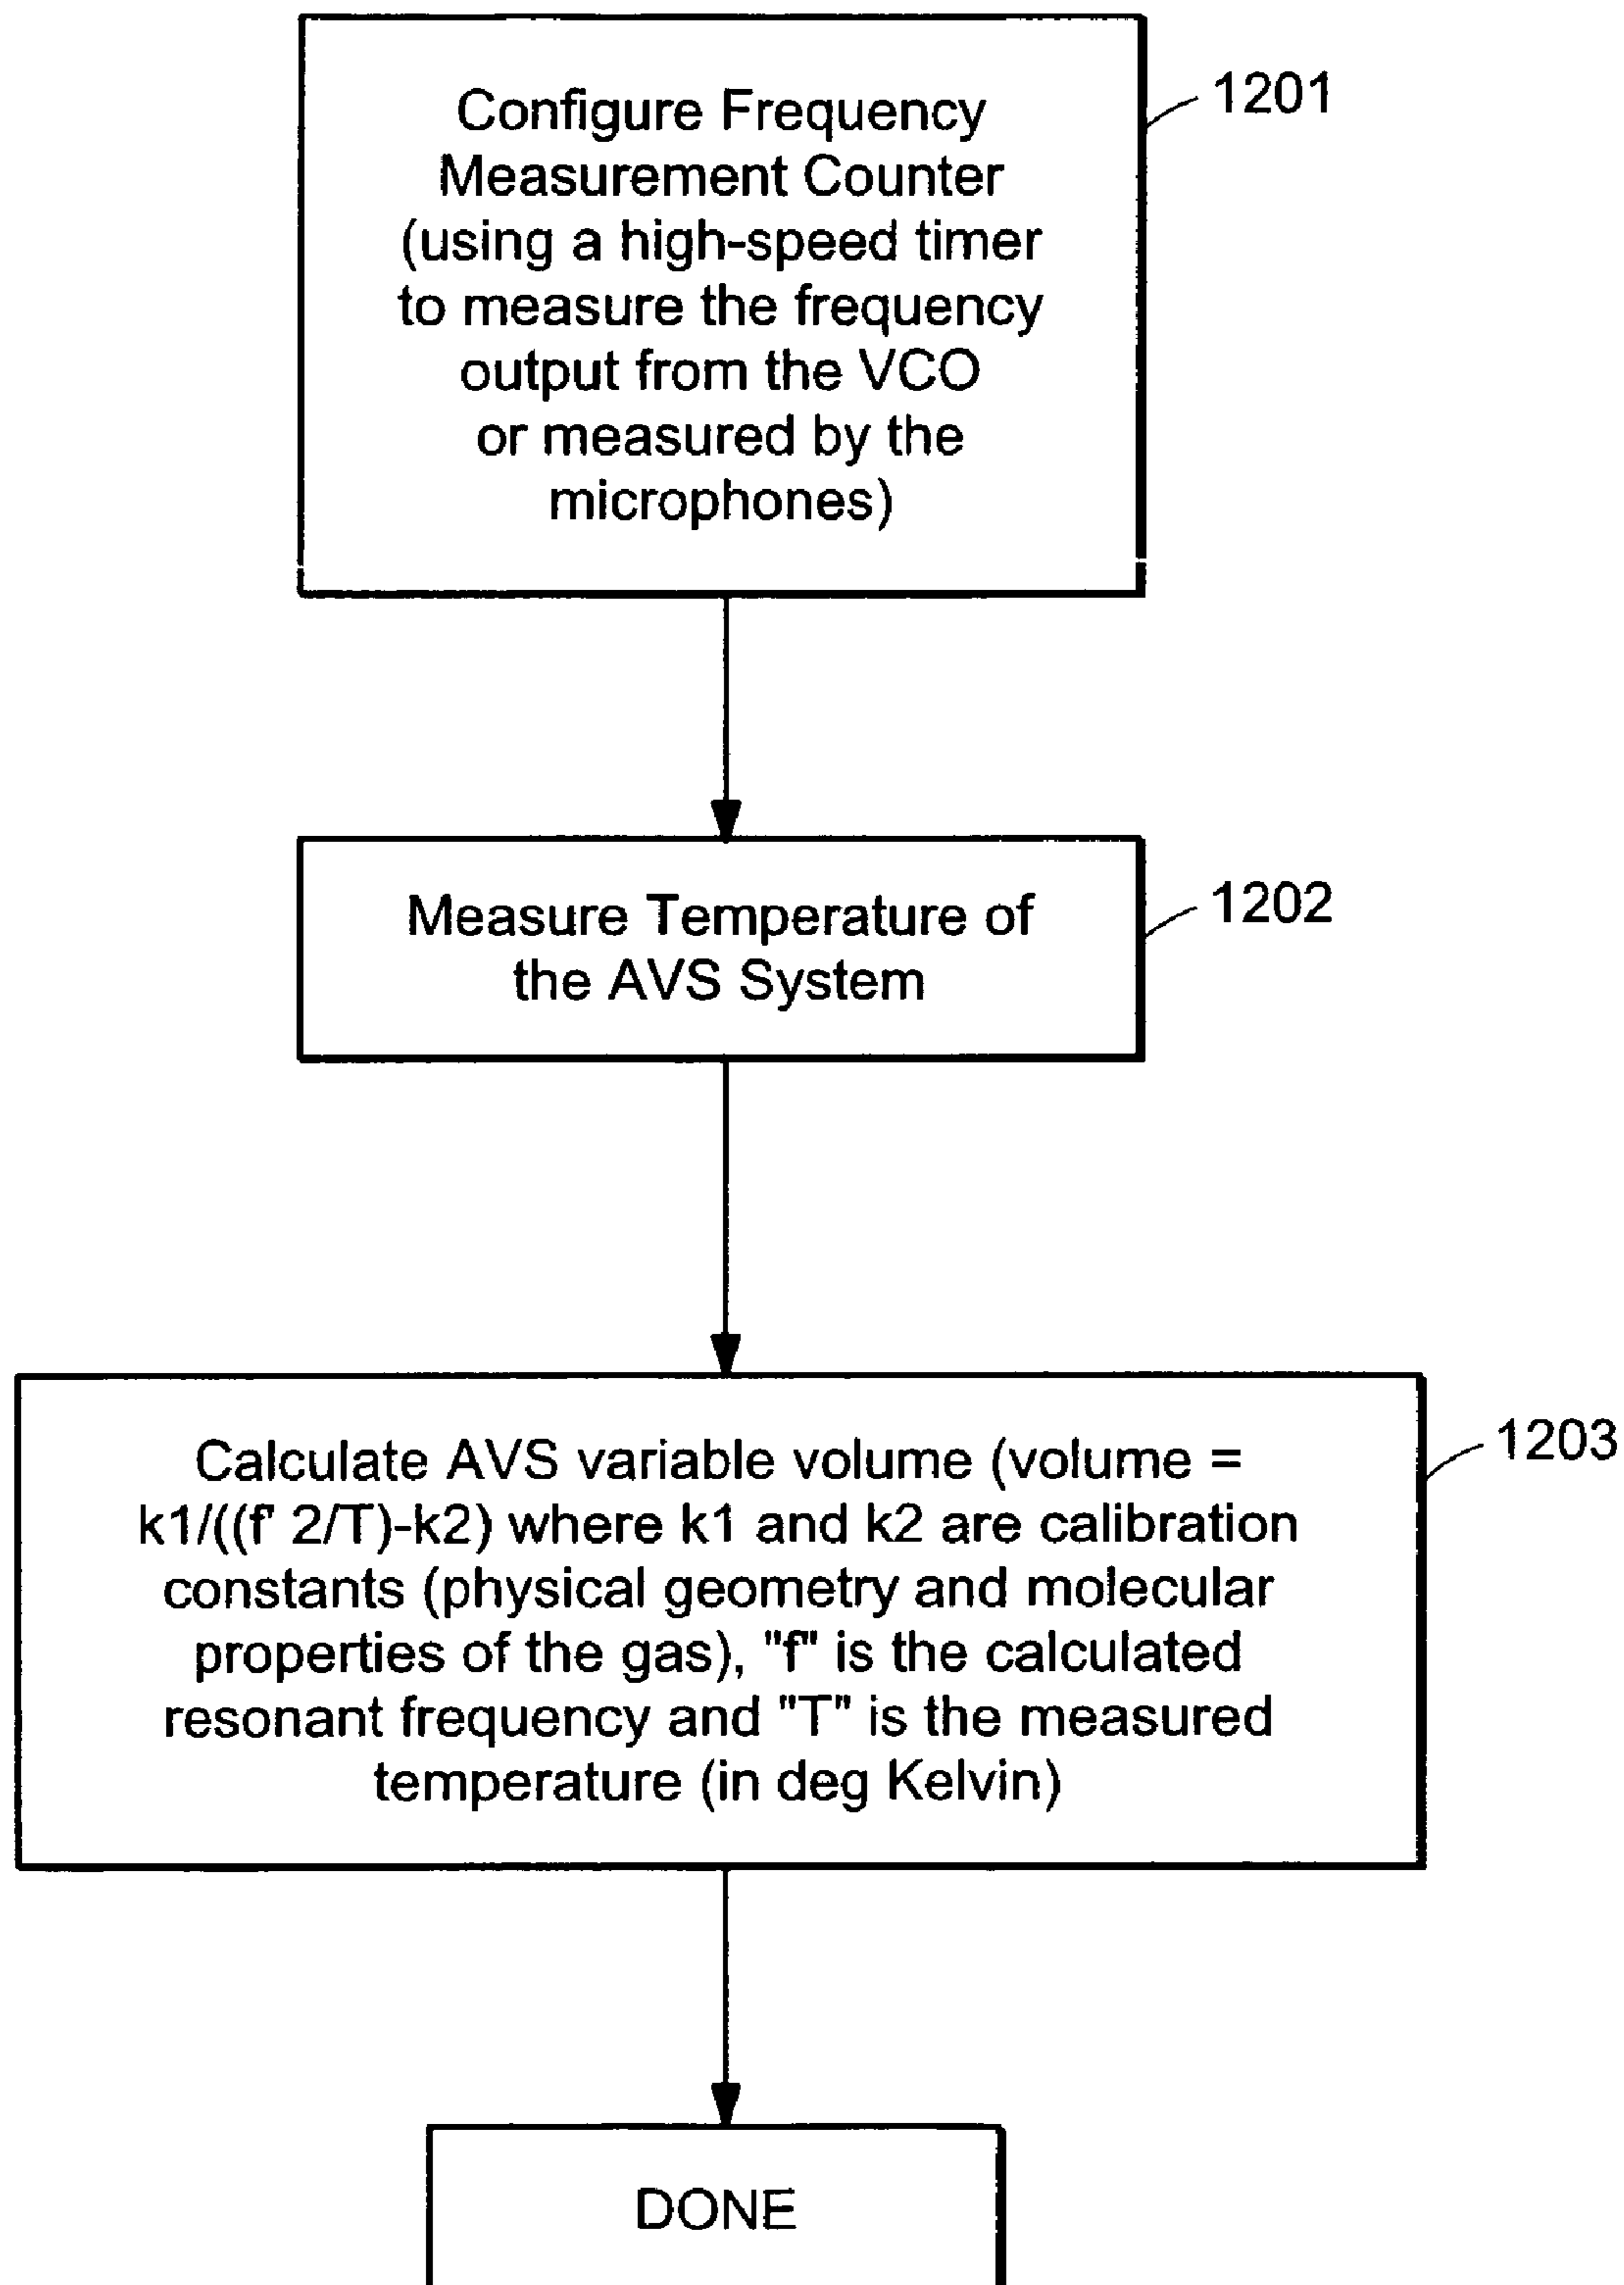 Configure Frequency
Measurement Counter
(using a high-speed timer
to measure the frequency
output from the VCO
or measured by the
microphones)
1201
Measure Temperature of
the AVS System
1202
Calculate AVS variable volume (volume =
k1/((f' 2/T)-k2) where k1 and k2 are calibration
constants (physical geometry and molecular
properties of the gas), "f" is the calculated
resonant frequency and "T" is the measured
temperature (in deg Kelvin)
1203
DONE